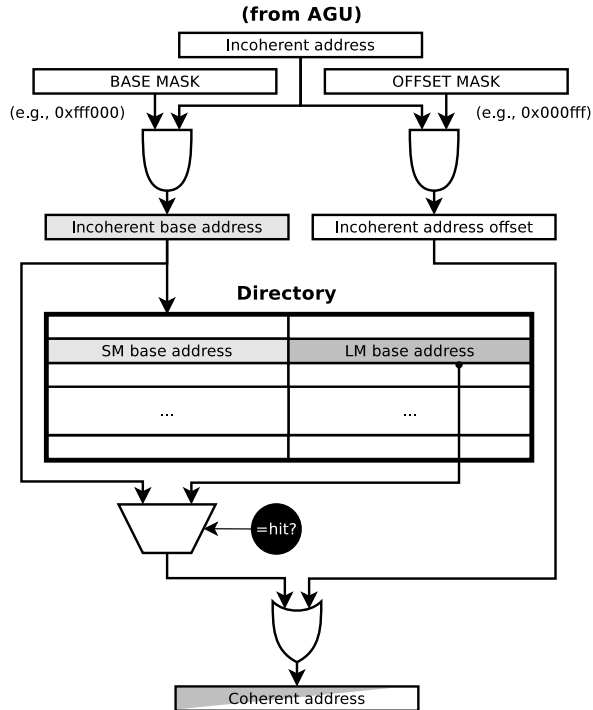 (from AGU)
Incoherent address
BASE MASK
OFFSET MASK
(e.g., 0xfff000)
(e.g., 0x000fff)
Incoherent base address
Incoherent address offset
Directory
SM base address
LM base address
...
...
=hit?
Coherent address